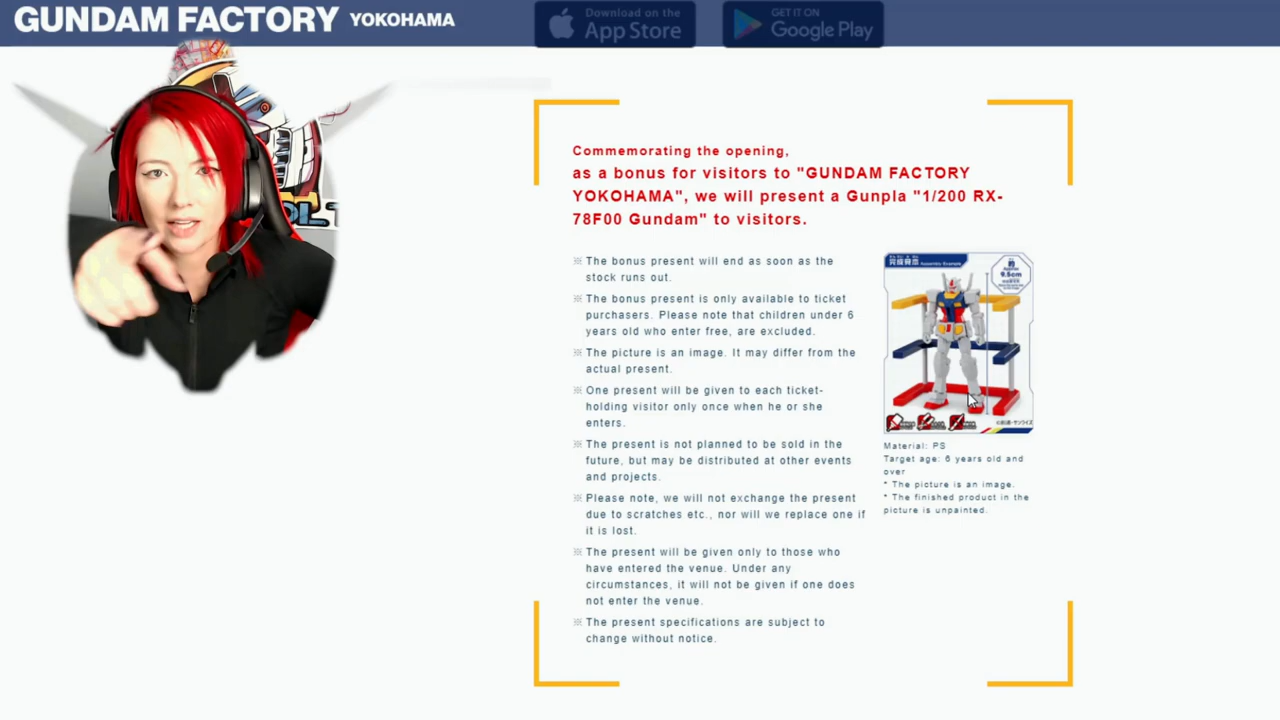 GUNDAM FACTORY YOKOHAMA
Download on the
App Store
GET IT ON
Google Play
Commemorating the opening,
as a bonus for visitors to "GUNDAM FACTORY
YOKOHAMA", we will present a Gunpla "1/200 RX-
78F00 Gundam" to visitors.
※ The bonus present will end as soon as the
stock runs out.
※ The bonus present is only available to ticket
purchasers. Please note that children under 6
years old who enter free, are excluded.
※ The picture is an image. It may differ from the
actual present.
※ One present will be given to each ticket-
holding visitor only once when he or she
enters.
※ The present is not planned to be sold in the
future, but may be distributed at other events
and projects.
※ Please note, we will not exchange the present
due to scratches etc., nor will we replace one if
it is lost.
※ The present will be given only to those who
have entered the venue. Under any
circumstances, it will not be given if one does
not enter the venue.
※ The present specifications are subject to
change without notice.
完成見本 Assembly Example
約
Approx
9.5cm
Material: PS
Target age: 6 years old and
over
* The picture is an image.
* The finished product in the
picture is unpainted.